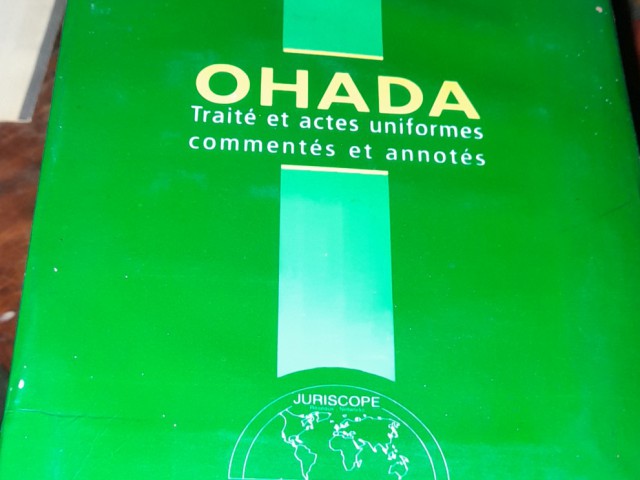 OHADA
Traité et actes uniformes
commentés et annotés
JURISCOPE